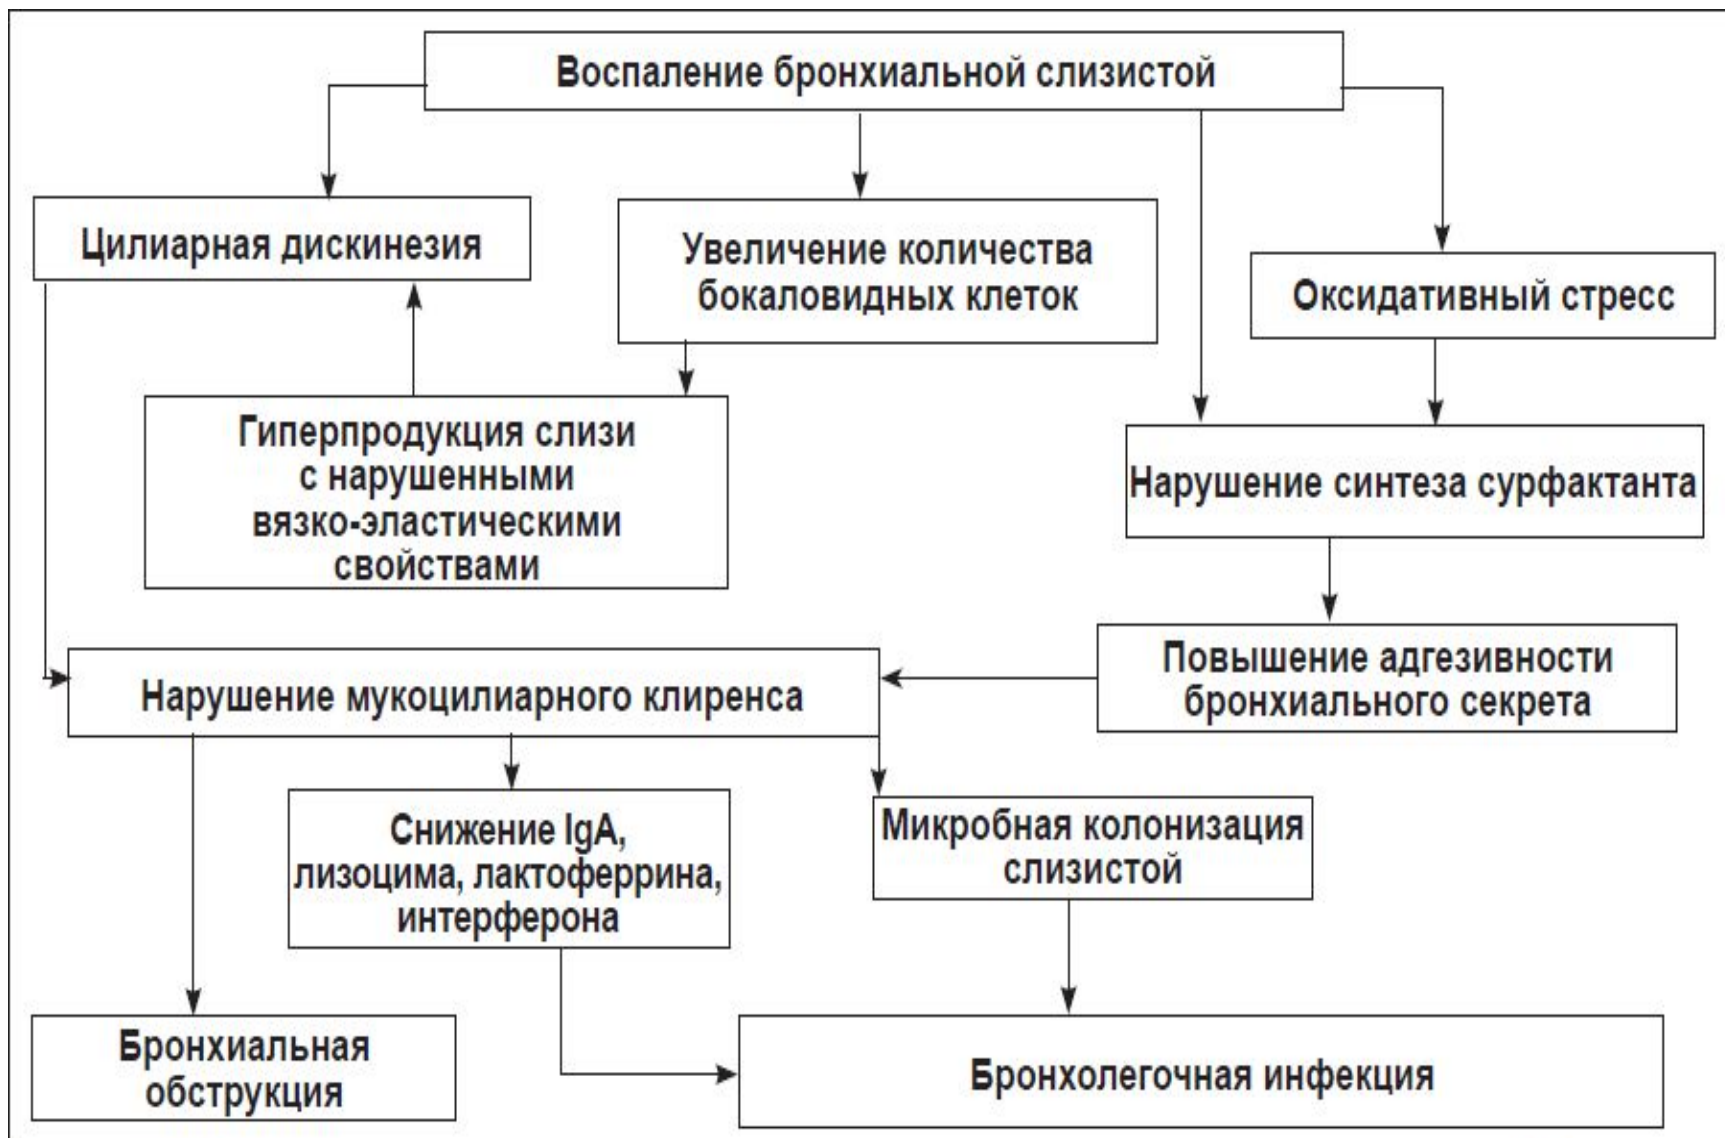 Воспаление бронхиальной слизистой
Цилиарная дискинезия
Увеличение количества
бокаловидных клеток
Оксидативный стресс
Гиперпродукция слизи
с нарушенными
вязко-эластическими
свойствами
Нарушение синтеза сурфактанта
Повышение адгезивности
бронхиального секрета
Нарушение мукоцилиарного клиренса
Снижение IgA,
лизоцима, лактоферрина,
интерферона
Микробная колонизация
слизистой
Бронхиальная
обструкция
Бронхолегочная инфекция